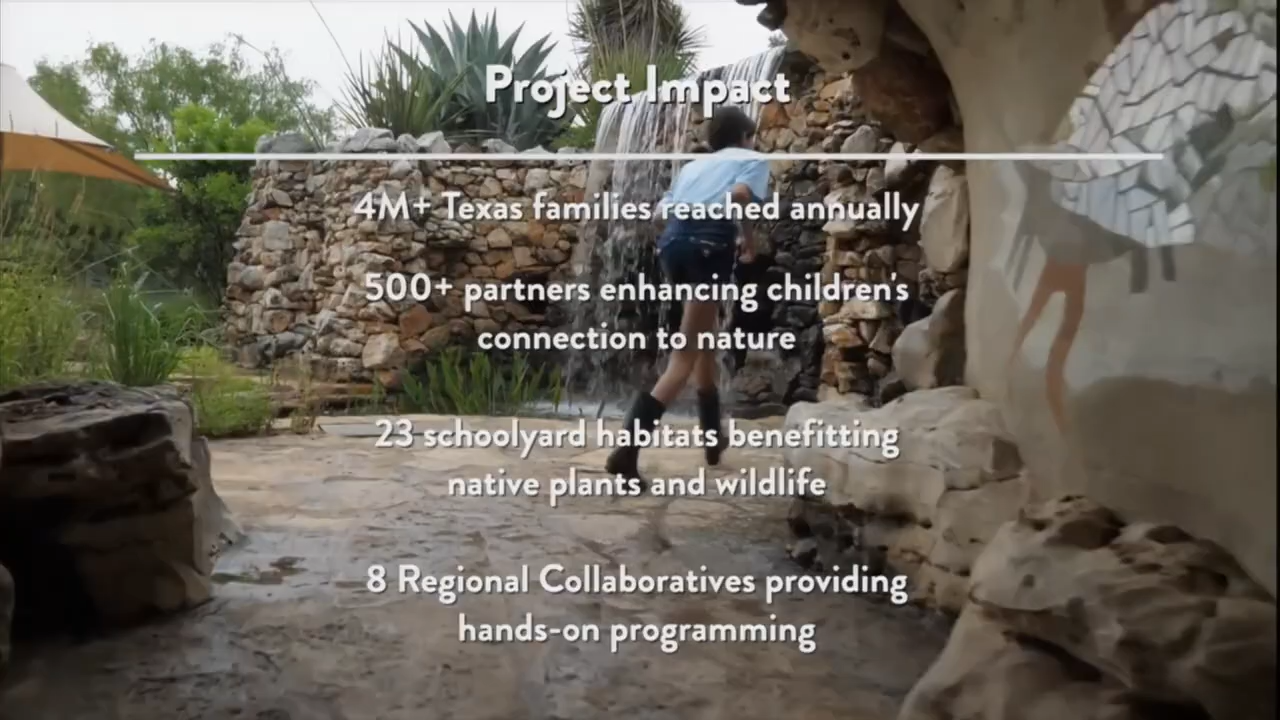 Project Impact
4M+ Texas families reached annually
500+ partners enhancing children's
connection to nature
23 schoolyard habitats benefitting
native plants and wildlife
8 Regional Collaboratives providing
hands-on programming